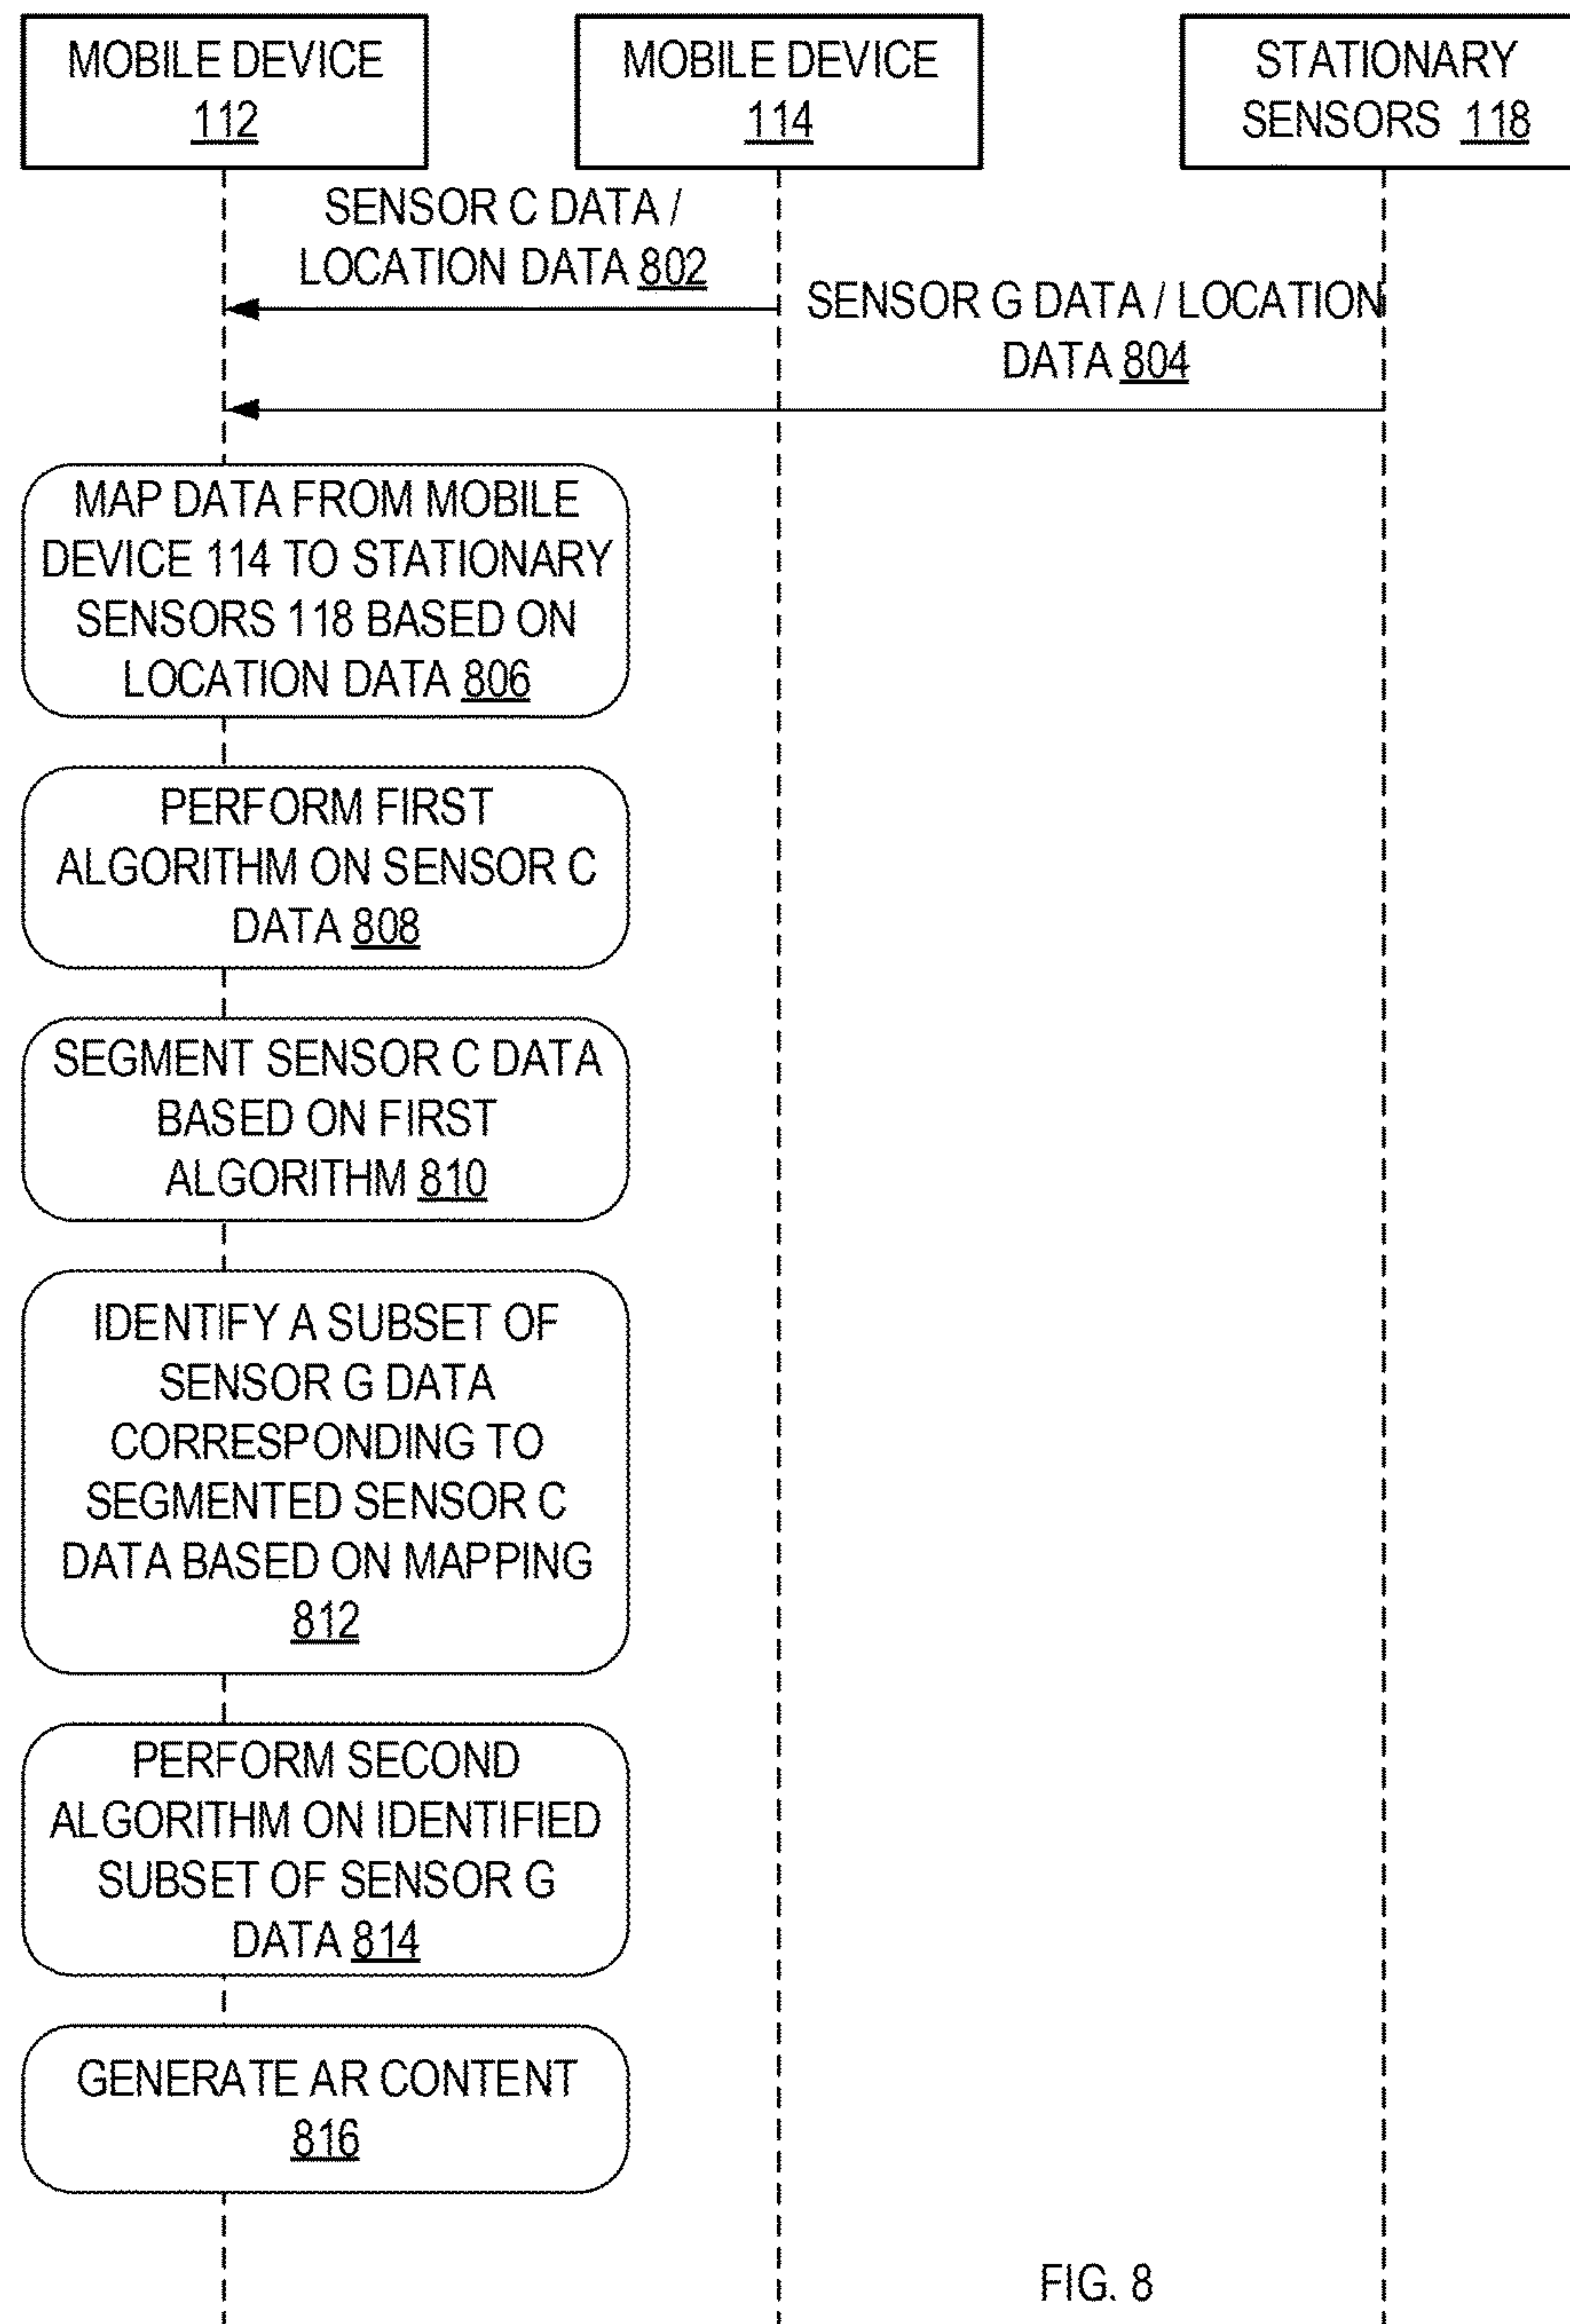 MOBILE DEVICE
112
MOBILE DEVICE
114
STATIONARY
SENSORS 118
SENSOR C DATA /
LOCATION DATA 802
SENSOR G DATA / LOCATION
DATA 804
MAP DATA FROM MOBILE
DEVICE 114 TO STATIONARY
SENSORS 118 BASED ON
LOCATION DATA 806
PERFORM FIRST
ALGORITHM ON SENSOR C
DATA 808
SEGMENT SENSOR C DATA
BASED ON FIRST
ALGORITHM 810
IDENTIFY A SUBSET OF
SENSOR G DATA
CORRESPONDING TO
SEGMENTED SENSOR C
DATA BASED ON MAPPING
812
PERFORM SECOND
ALGORITHM ON IDENTIFIED
SUBSET OF SENSOR G
DATA 814
GENERATE AR CONTENT
816
FIG. 8